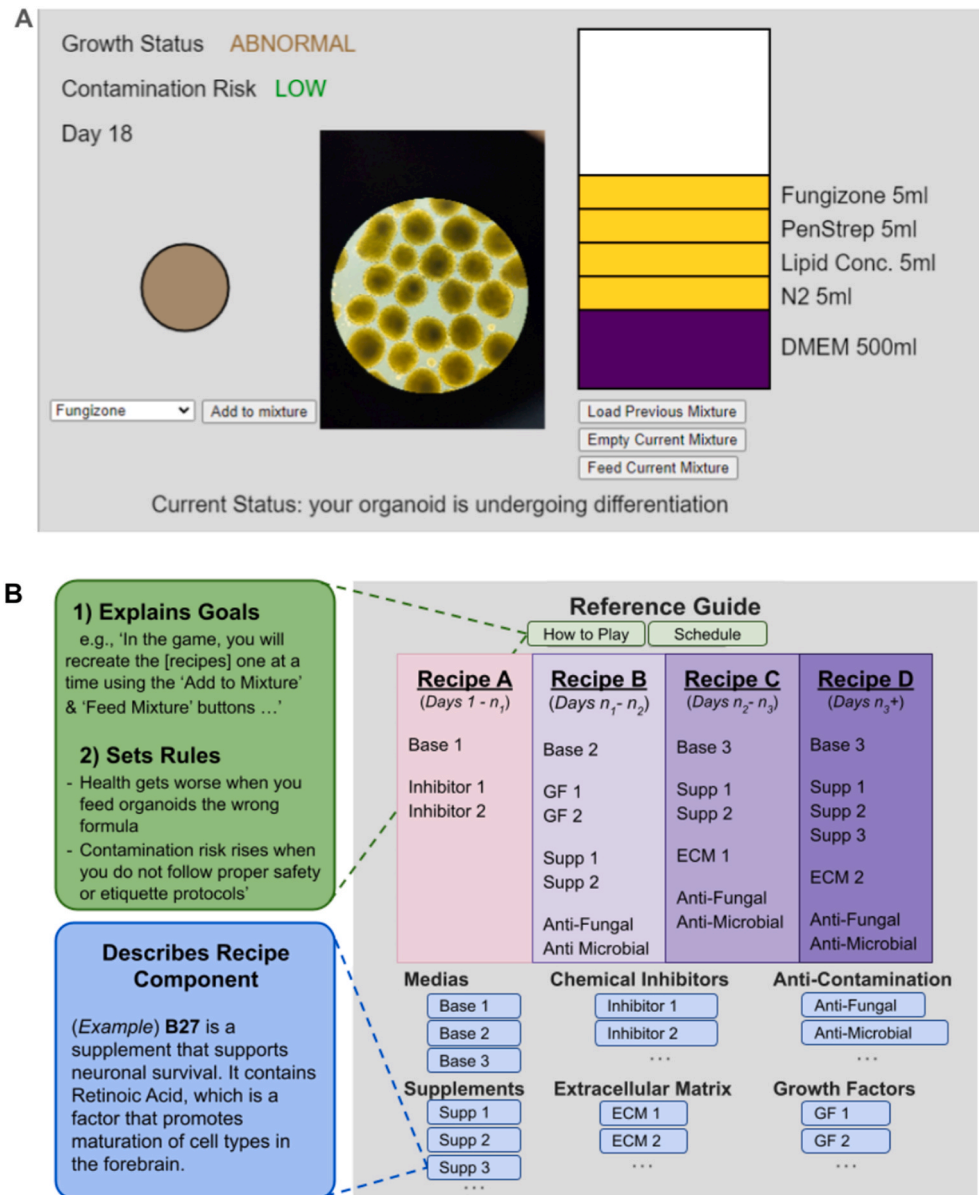 A
Growth Status ABNORMAL
Contamination Risk LOW
Day 18
Fungizone 5ml
PenStrep 5ml
Lipid Conc. 5ml
N2 5ml
DMEM 500ml
Fungizone
Add to mixture
Load Previous Mixture
Empty Current Mixture
Feed Current Mixture
Current Status: your organoid is undergoing differentiation
B
1) Explains Goals
e.g., ‘In the game, you will
recreate the [recipes] one at a
time using the ‘Add to Mixture’
& ‘Feed Mixture’ buttons …’
2) Sets Rules
- Health gets worse when you
feed organoids the wrong
formula
- Contamination risk rises when
you do not follow proper safety
or etiquette protocols’
Describes Recipe
Component
(Example) B27 is a
supplement that supports
neuronal survival. It contains
Retinoic Acid, which is a
factor that promotes
maturation of cell types in
the forebrain.
Reference Guide
How to Play
Schedule
Recipe A
(Days 1 - n1)
Base 1
Inhibitor 1
Inhibitor 2
Recipe B
(Days n1- n2)
Base 2
GF 1
GF 2
Supp 1
Supp 2
Anti-Fungal
Anti Microbial
Recipe C
(Days n2- n3)
Base 3
Supp 1
Supp 2
ECM 1
Anti-Fungal
Anti-Microbial
Recipe D
(Days n3+)
Base 3
Supp 1
Supp 2
Supp 3
ECM 2
Anti-Fungal
Anti-Microbial
Medias
Base 1
Base 2
Base 3
Chemical Inhibitors
Inhibitor 1
Inhibitor 2
...
Anti-Contamination
Anti-Fungal
Anti-Microbial
...
Supplements
Supp 1
Supp 2
Supp 3
...
Extracellular Matrix
ECM 1
ECM 2
...
Growth Factors
GF 1
GF 2
...